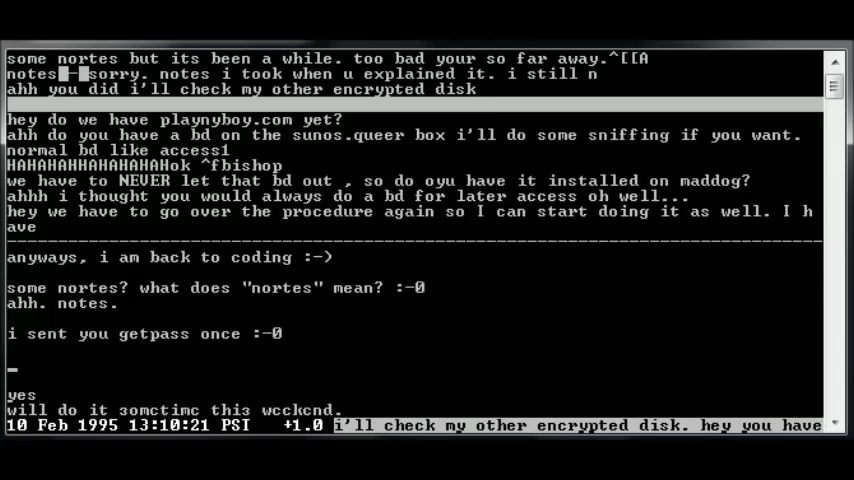 some nortes but its been a while. too bad your so far away.^[[A
notes - sorry. notes i took when u explained it. i still n
ahh you did i'll check my other encrypted disk
hey do we have playnyboy.com yet?
ahh do you have a bd on the sunos.queer box i'll do some sniffing if you want.
normal bd like access1
HAHAHAHHAHAHAHAHok ^fbishop
we have to NEVER let that bd out , so do oyu have it installed on maddog?
ahhh i thought you would always do a bd for later access oh well...
hey we have to go over the procedure again so I can start doing it as well. I h
ave
anyways, i am back to coding :-)
some nortes? what does "nortes" mean? :-0
ahh. notes.
i sent you getpass once :-0
yes
will do it sometime this weekend.
10 Feb 1995 13:10:21 PST +1.0 i'll check my other encrypted disk. hey you have